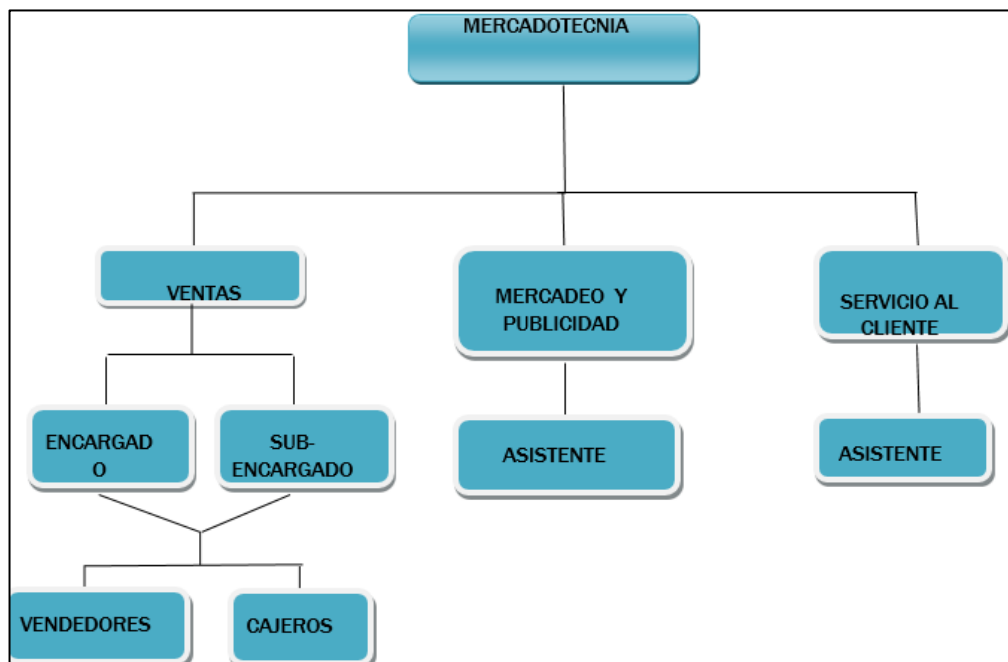 MERCADOTECNIA
VENTAS
MERCADEO Y
PUBLICIDAD
SERVICIO AL
CLIENTE
ENCARGAD
O
SUB-
ENCARGADO
ASISTENTE
ASISTENTE
VENDEDORES
CAJEROS